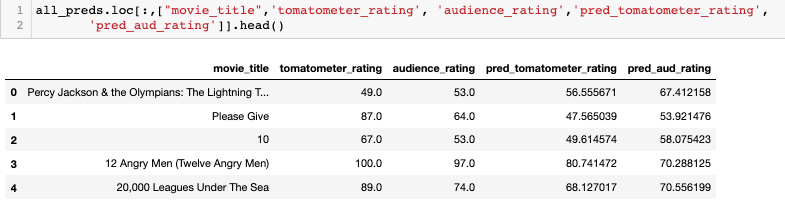 1 all_preds.loc[:,["movie_title",'tomatometer_rating', 'audience_rating','pred_tomatometer_rating',
2 'pred_aud_rating']].head()
movie_title tomatometer_rating audience_rating pred_tomatometer_rating pred_aud_rating
0 Percy Jackson & the Olympians: The Lightning T... 49.0 53.0 56.555671 67.412158
1 Please Give 87.0 64.0 47.565039 53.921476
2 10 67.0 53.0 49.614574 58.075423
3 12 Angry Men (Twelve Angry Men) 100.0 97.0 80.741472 70.288125
4 20,000 Leagues Under The Sea 89.0 74.0 68.127017 70.556199